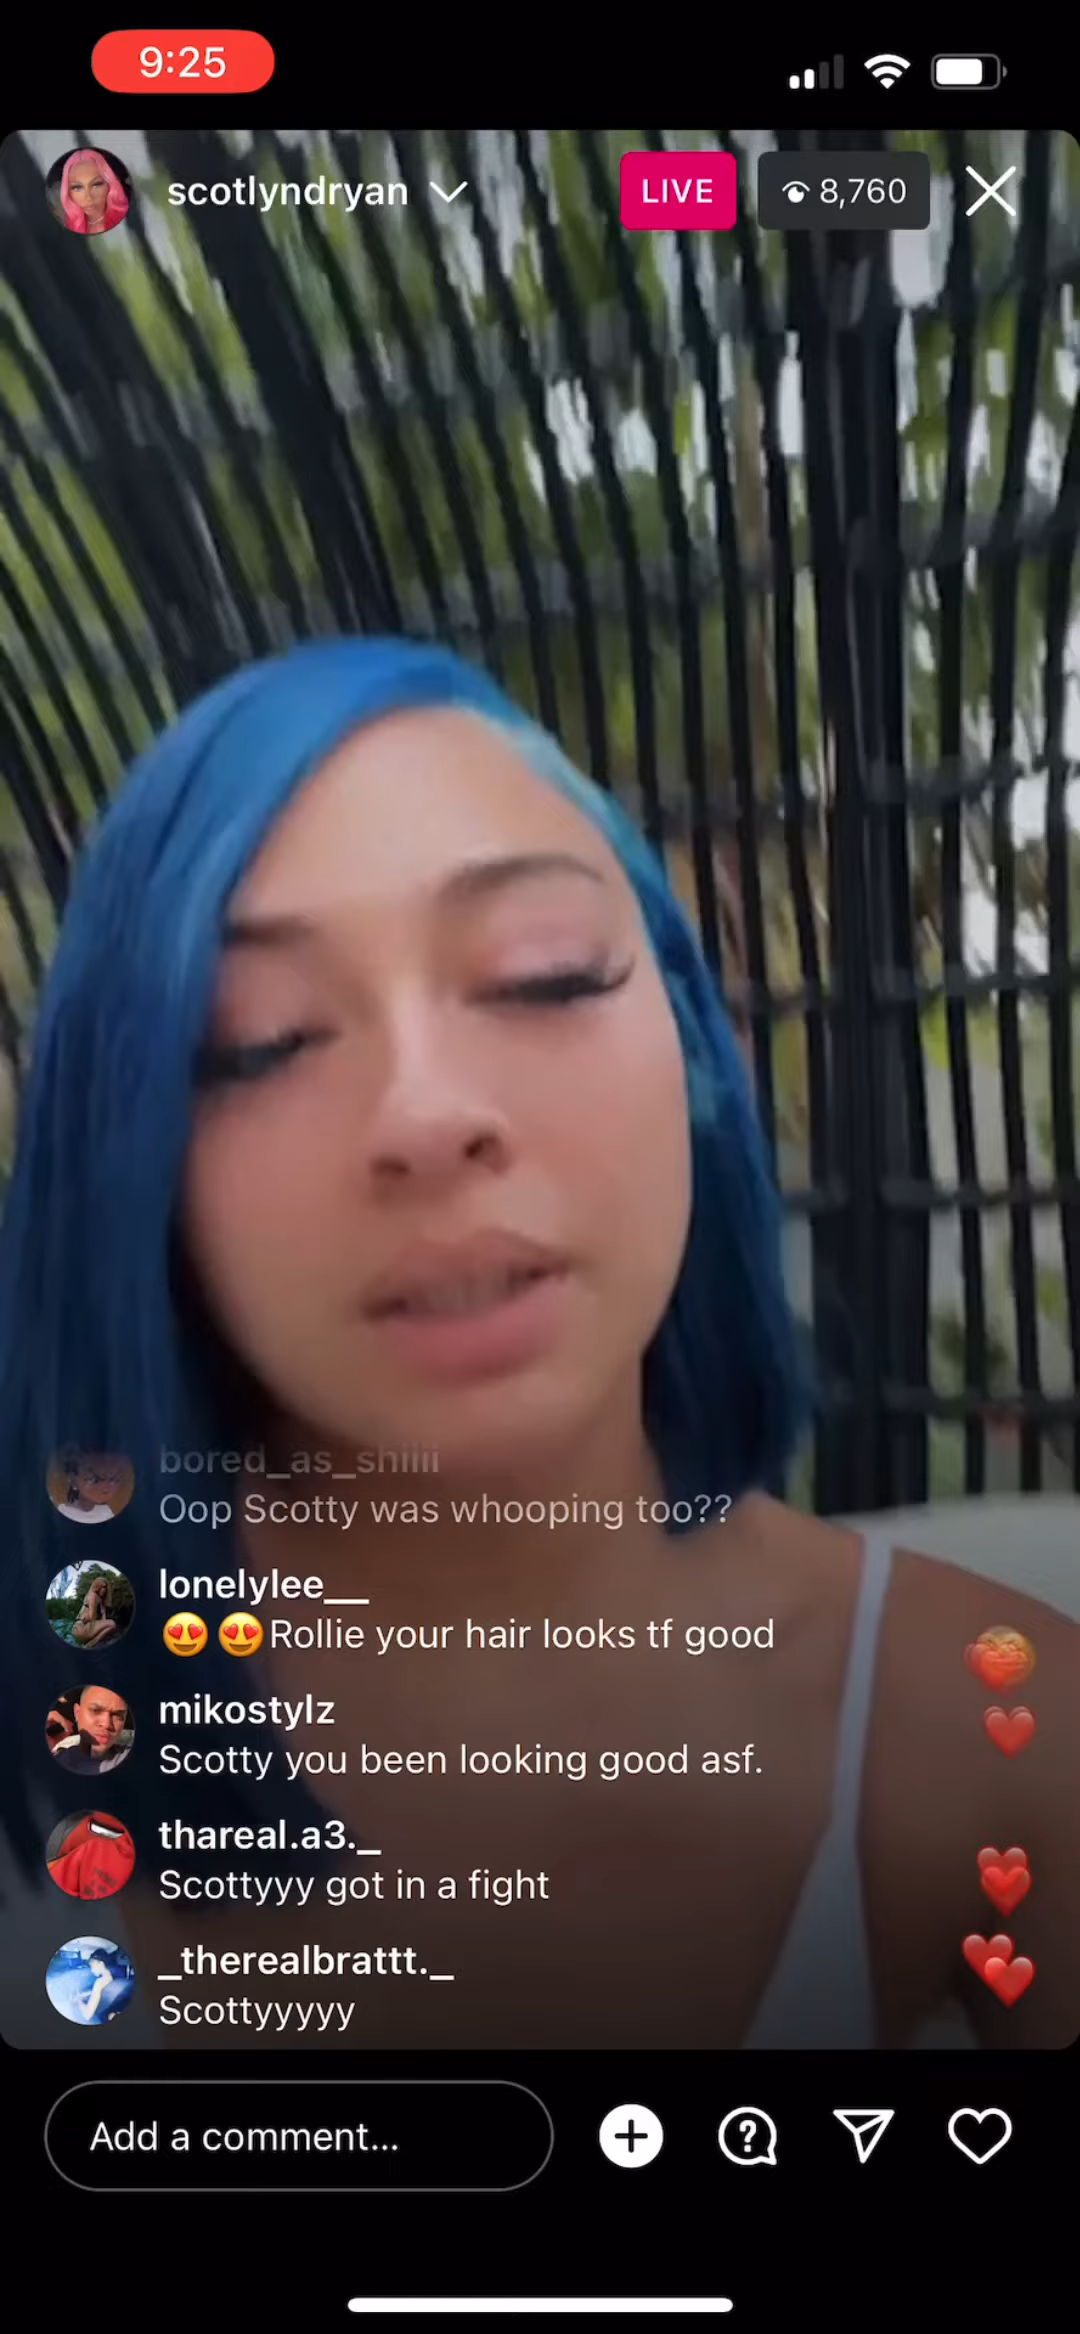 9:25
scotlyndryan
LIVE
8,760
bored_as_shiiii
Oop Scotty was whooping too??
lonelylee__
😍😍Rollie your hair looks tf good
mikostylz
Scotty you been looking good asf.
thareal.a3._
Scottyyy got in a fight
_therealbrattt._
Scottyyyyy
Add a comment...